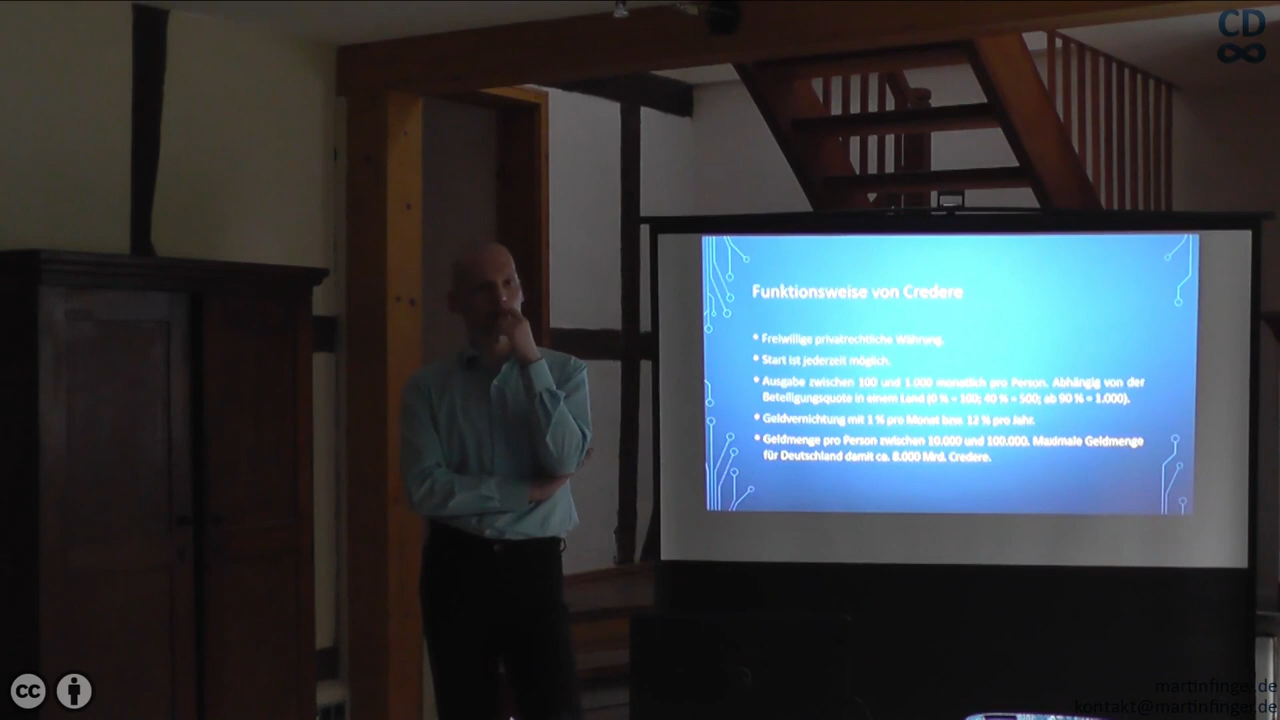 CD
Funktionsweise von Credere
• Freiwillige privatrechtliche Währung.
• Start ist jederzeit möglich.
• Ausgabe zwischen 100 und 1.000 monatlich pro Person. Abhängig von der
Beteiligungsquote in einem Land (0 % = 100; 40 % = 500; ab 90 % = 1.000).
• Geldvernichtung mit 1 % pro Monat bzw. 12 % pro Jahr.
• Geldmenge pro Person zwischen 10.000 und 100.000. Maximale Geldmenge
für Deutschland damit ca. 8.000 Mrd. Credere.
cc
martinfinger.de
kontakt@martinfinger.de